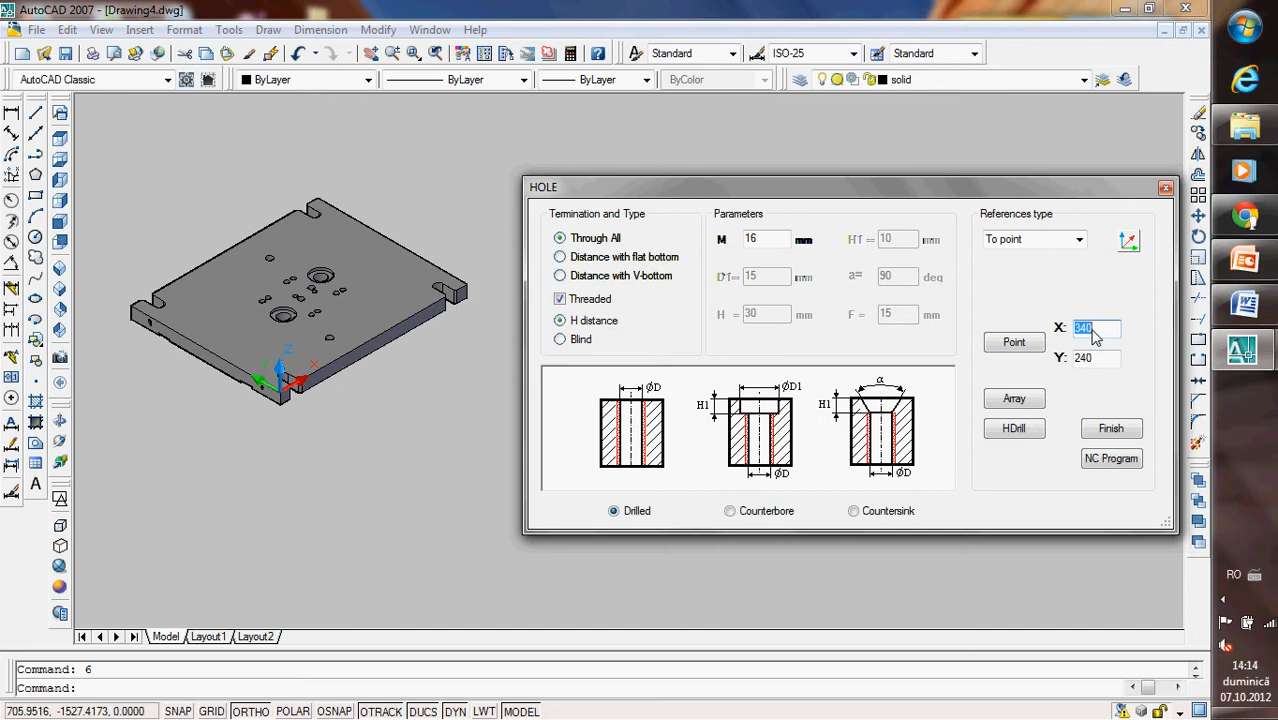 AutoCAD 2007 - [Drawing4.dwg]
File Edit View Insert Format Tools Draw Dimension Modify Window Help
Standard ISO-25 Standard
AutoCAD Classic ByLayer ByLayer ByLayer ByColor solid
HOLE
Termination and Type
Through All
Distance with flat bottom
Distance with V-bottom
Threaded
H distance
Blind
Parameters
M 16 mm H1 = 10 mm
D1= 15 mm a= 90 deg
H = 30 mm F = 15 mm
References type
To point
Point X: 340
Y: 240
Array
HDrill Finish
NC Program
ØD H1 ØD1 ØD H1 α ØD
Drilled Counterbore Countersink
Z
Y X
Model Layout1 Layout2
Command: 6
Command:
705.9516, -1527.4173, 0.0000 SNAP GRID ORTHO POLAR OSNAP OTRACK DUCS DYN LWT MODEL
RO
14:14
duminică
07.10.2012